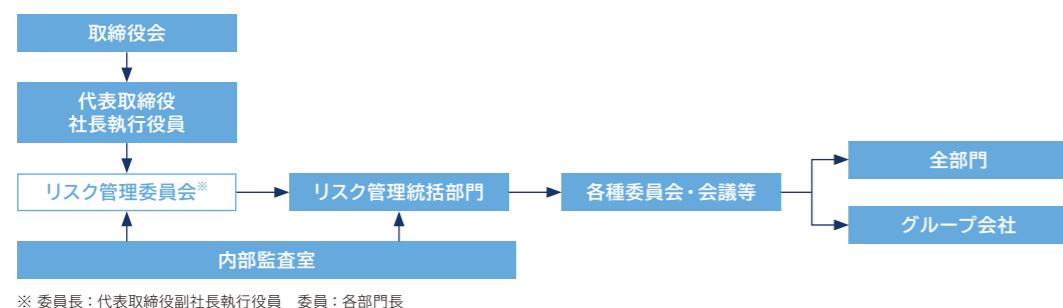 取締役会
代表取締役
社長執行役員
リスク管理委員会※
リスク管理統括部門
各種委員会・会議等
全部門
グループ会社
内部監査室
※ 委員長：代表取締役副社長執行役員　委員：各部門長